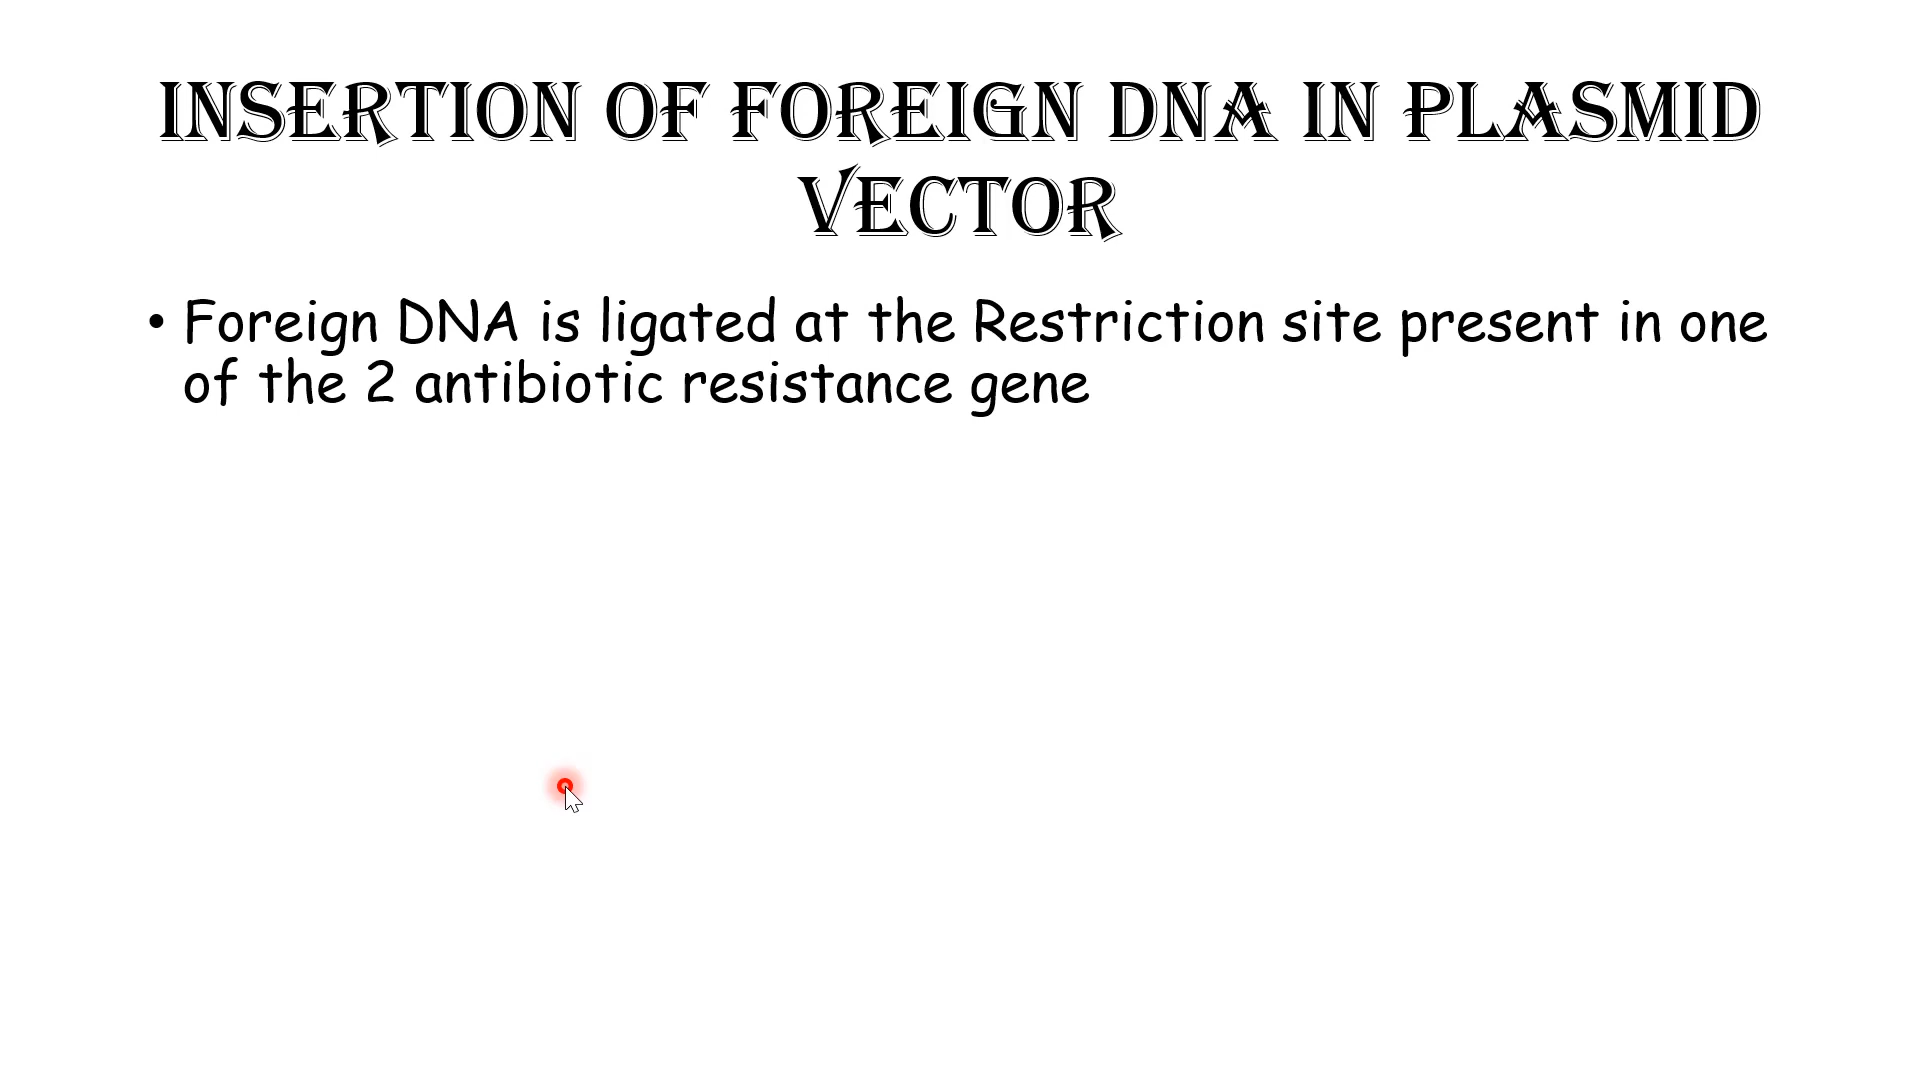 INSERTION OF FOREIGN DNA IN PLASMID
VECTOR
• Foreign DNA is ligated at the Restriction site present in one
of the 2 antibiotic resistance gene